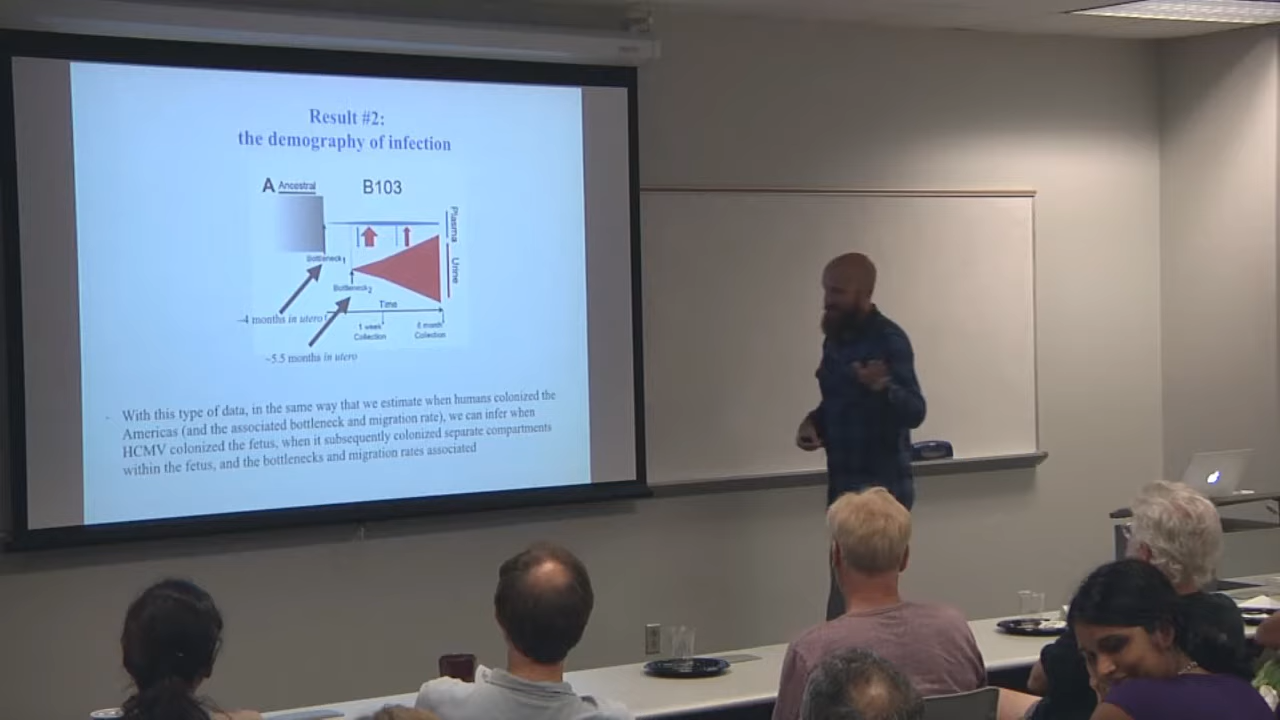 Result #2:
the demography of infection
A Ancestral
B103
Plasma
Urine
Bottleneck1
Bottleneck2
Time
~4 months in utero
1 week
Collection
6 month
Collection
~5.5 months in utero
- With this type of data, in the same way that we estimate when humans colonized the
Americas (and the associated bottleneck and migration rate), we can infer when
HCMV colonized the fetus, when it subsequently colonized separate compartments
within the fetus, and the bottlenecks and migration rates associated